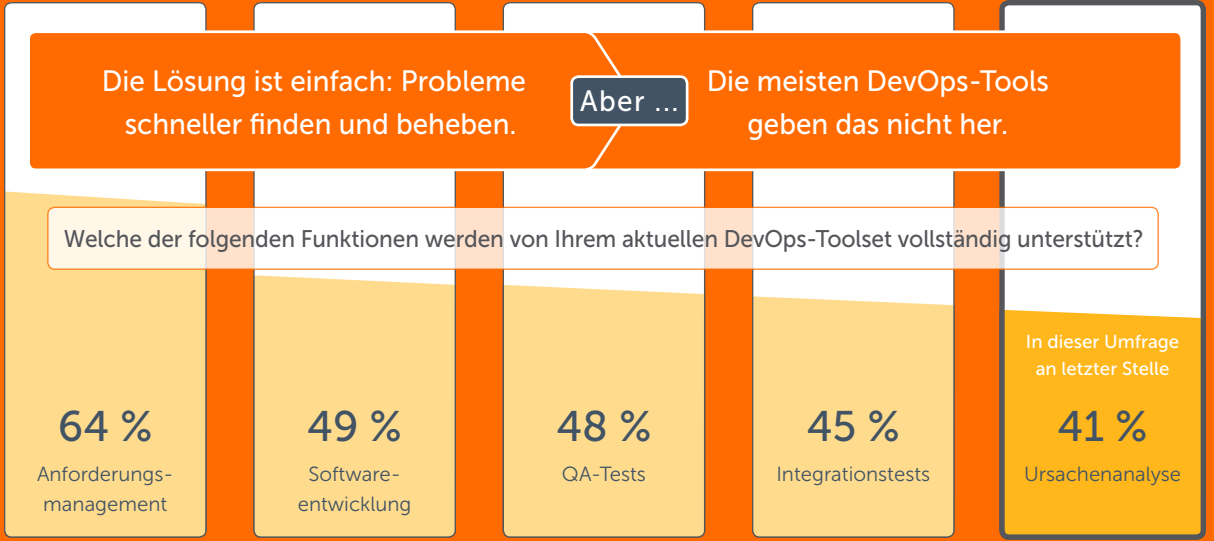 Die Lösung ist einfach: Probleme
schneller finden und beheben.
Aber ...
Die meisten DevOps-Tools
geben das nicht her.
Welche der folgenden Funktionen werden von Ihrem aktuellen DevOps-Toolset vollständig unterstützt?
64 %
Anforderungs-
management
49 %
Software-
entwicklung
48 %
QA-Tests
45 %
Integrationstests
In dieser Umfrage
an letzter Stelle
41 %
Ursachenanalyse